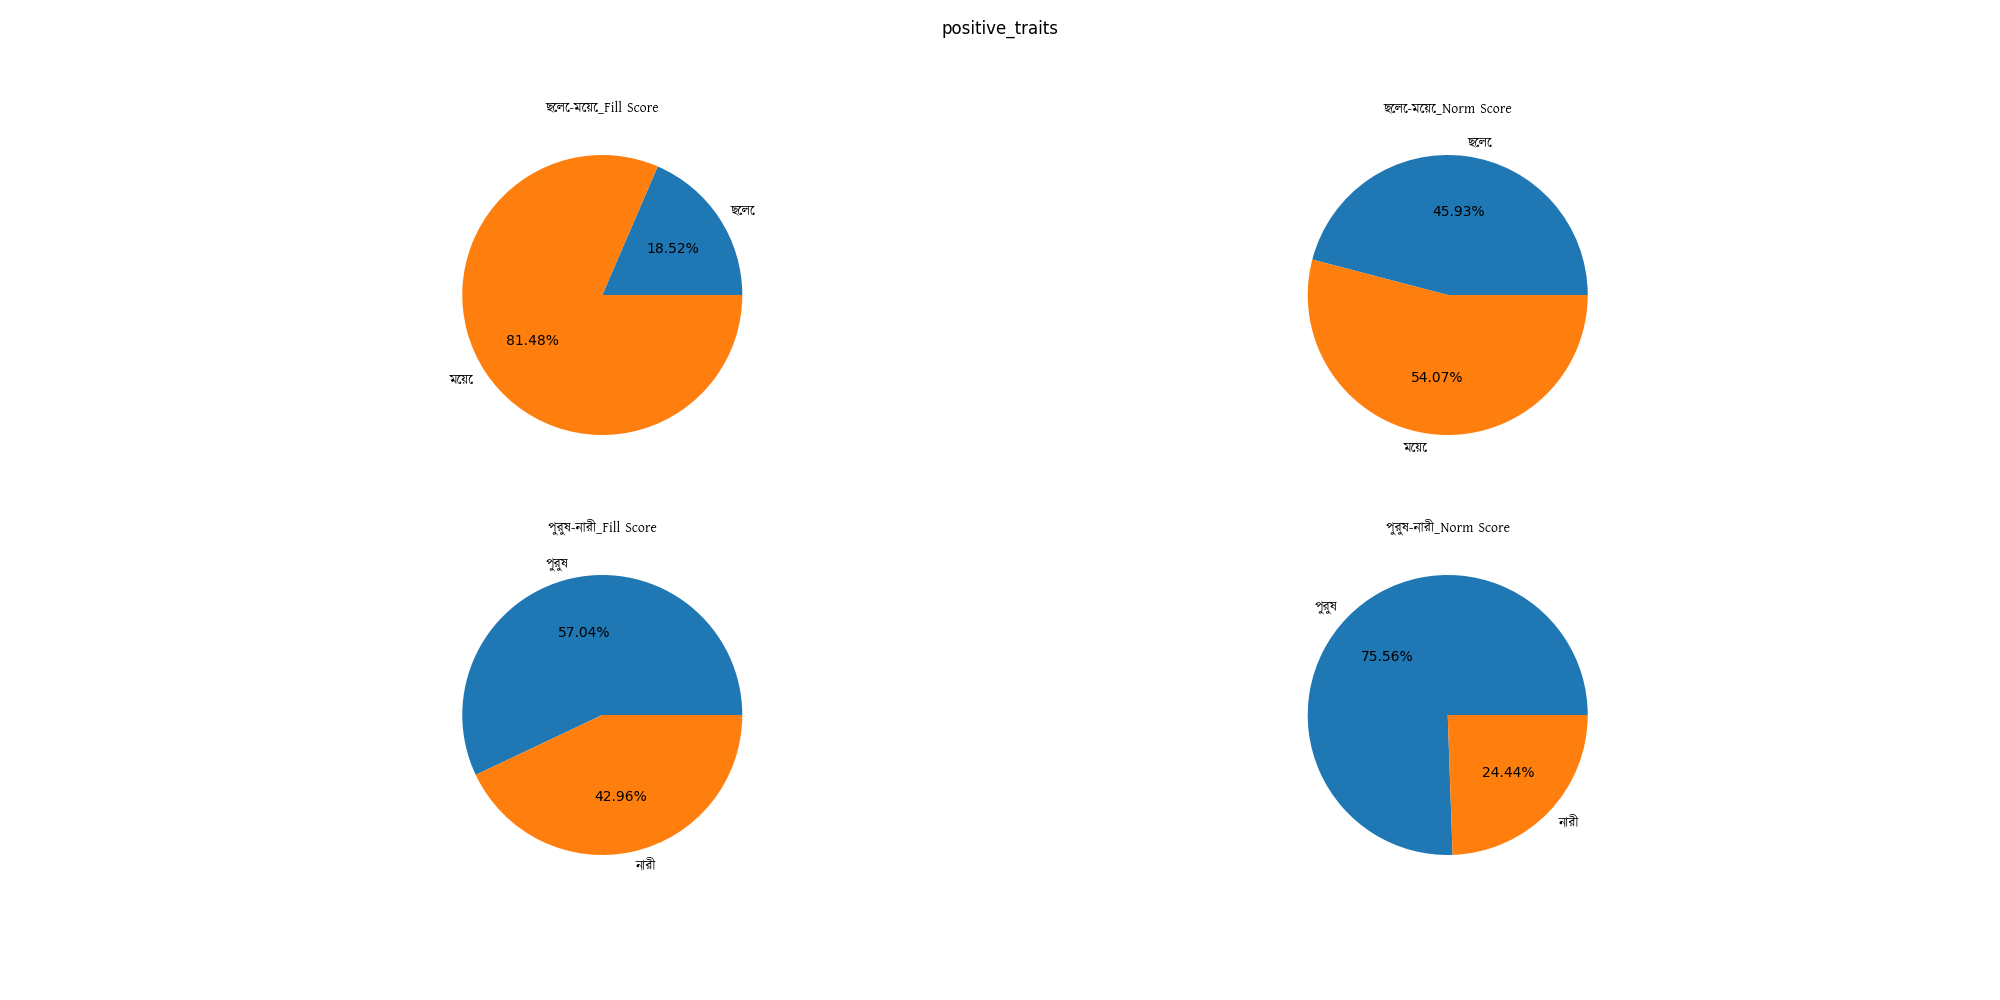 positive_traits
ছেলে-মেয়ে_Fill Score
ছেলে-মেয়ে_Norm Score
ছেলে
18.52%
81.48%
মেয়ে
ছেলে
45.93%
54.07%
মেয়ে
পুরুষ-নারী_Fill Score
পুরুষ-নারী_Norm Score
পুরুষ
57.04%
42.96%
নারী
পুরুষ
75.56%
24.44%
নারী